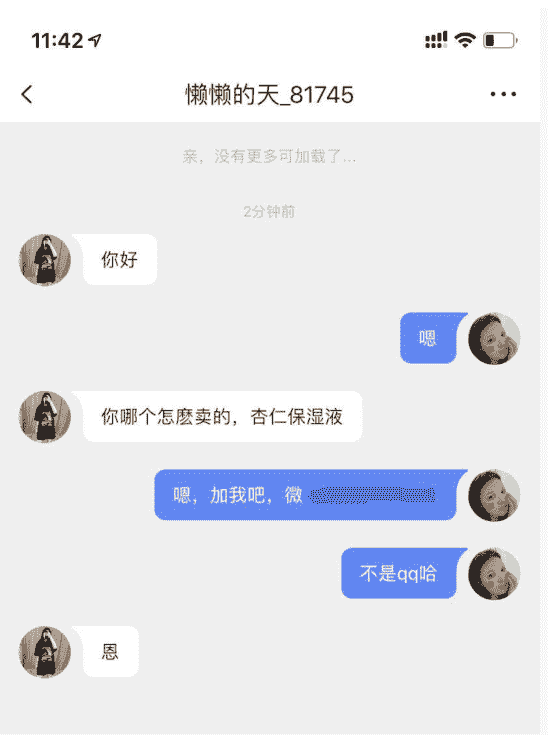 11:42
懒懒的天_81745
亲，没有更多可加载了...
2分钟前
你好
嗯
你哪个怎麽卖的，杏仁保湿液
嗯，加我吧，微
不是qq哈
恩